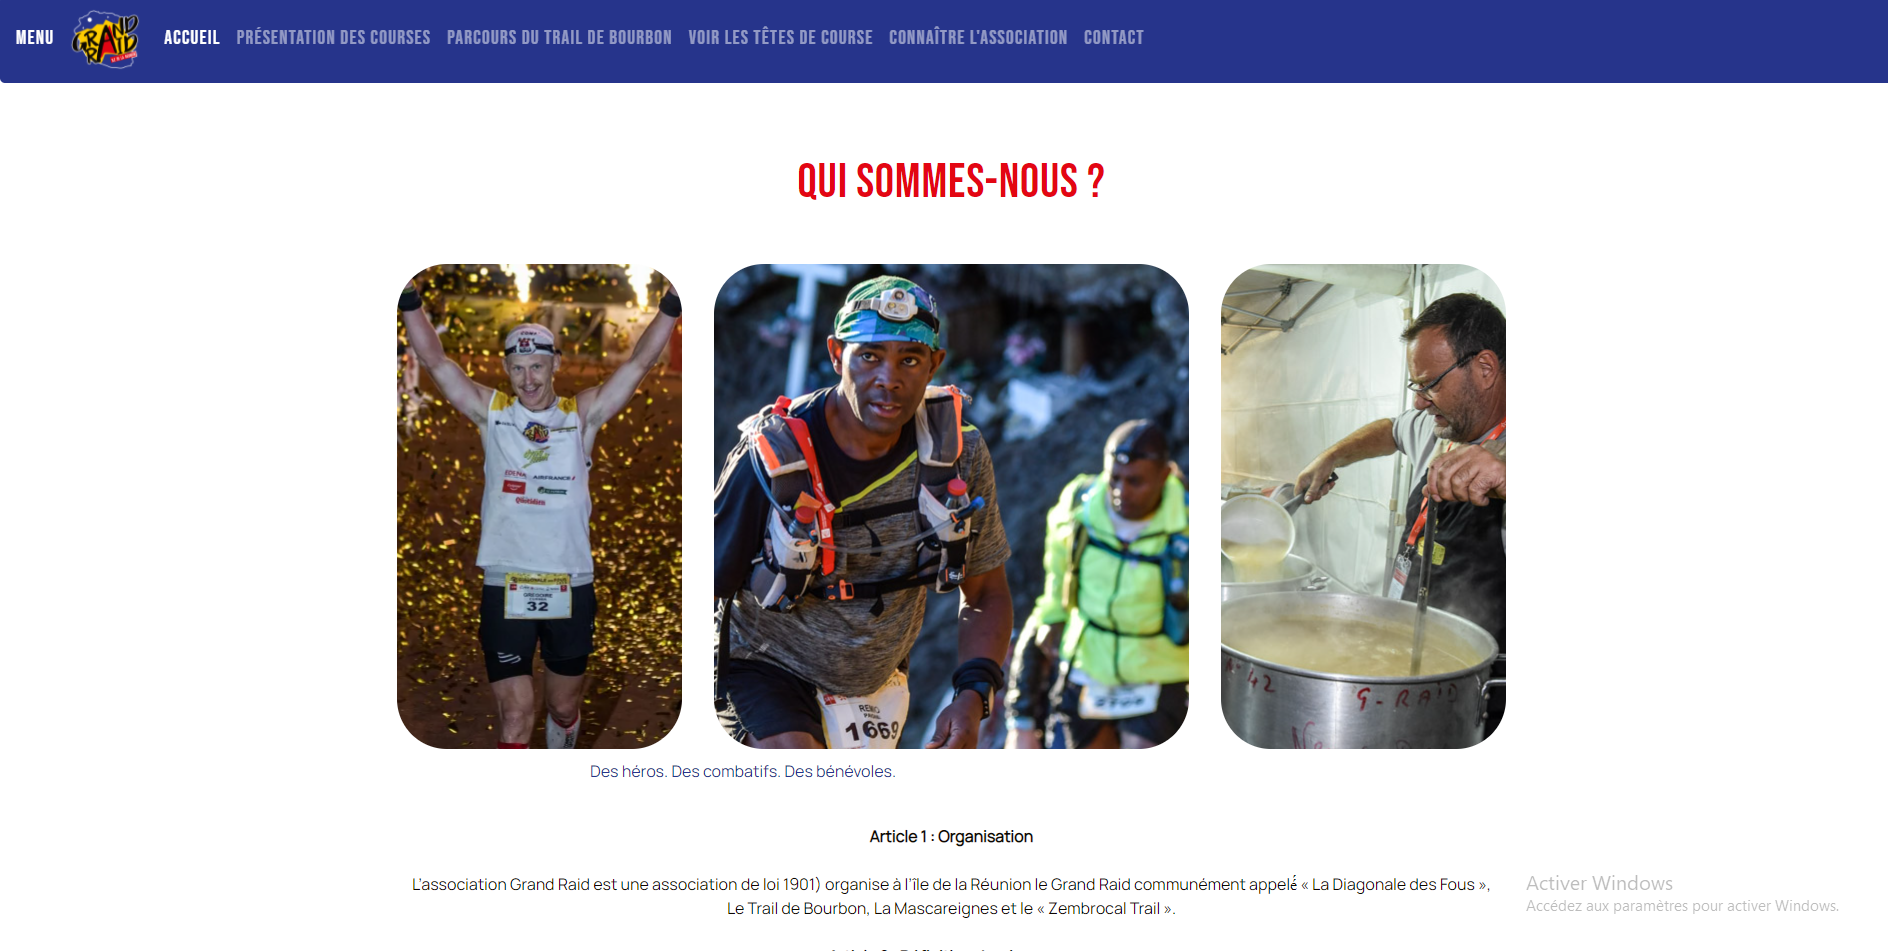 MENU GRAND RAID ACCUEIL PRÉSENTATION DES COURSES PARCOURS DU TRAIL DE BOURBON VOIR LES TÊTES DE COURSE CONNAÎTRE L'ASSOCIATION CONTACT
QUI SOMMES-NOUS ?
AIRFRANCE
Quotidien
GREGOIRE
32
1669
42 G-RAID
Des héros. Des combatifs. Des bénévoles.
Article 1 : Organisation
L'association Grand Raid est une association de loi 1901) organise à l'île de la Réunion le Grand Raid communément appelé « La Diagonale des Fous »,
Le Trail de Bourbon, La Mascareignes et le « Zembrocal Trail ».
Activer Windows
Accédez aux paramètres pour activer Windows.